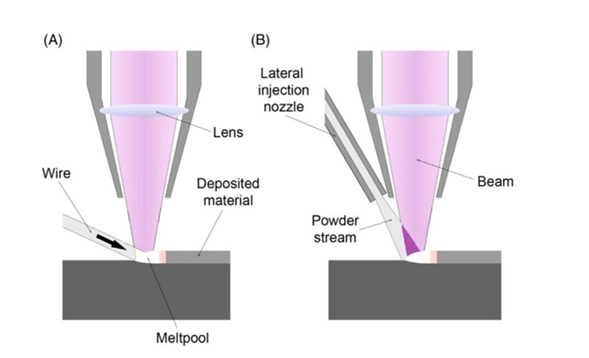 (A)
Lens
Wire
Deposited
material
Meltpool
(B)
Lateral
injection
nozzle
Beam
Powder
stream